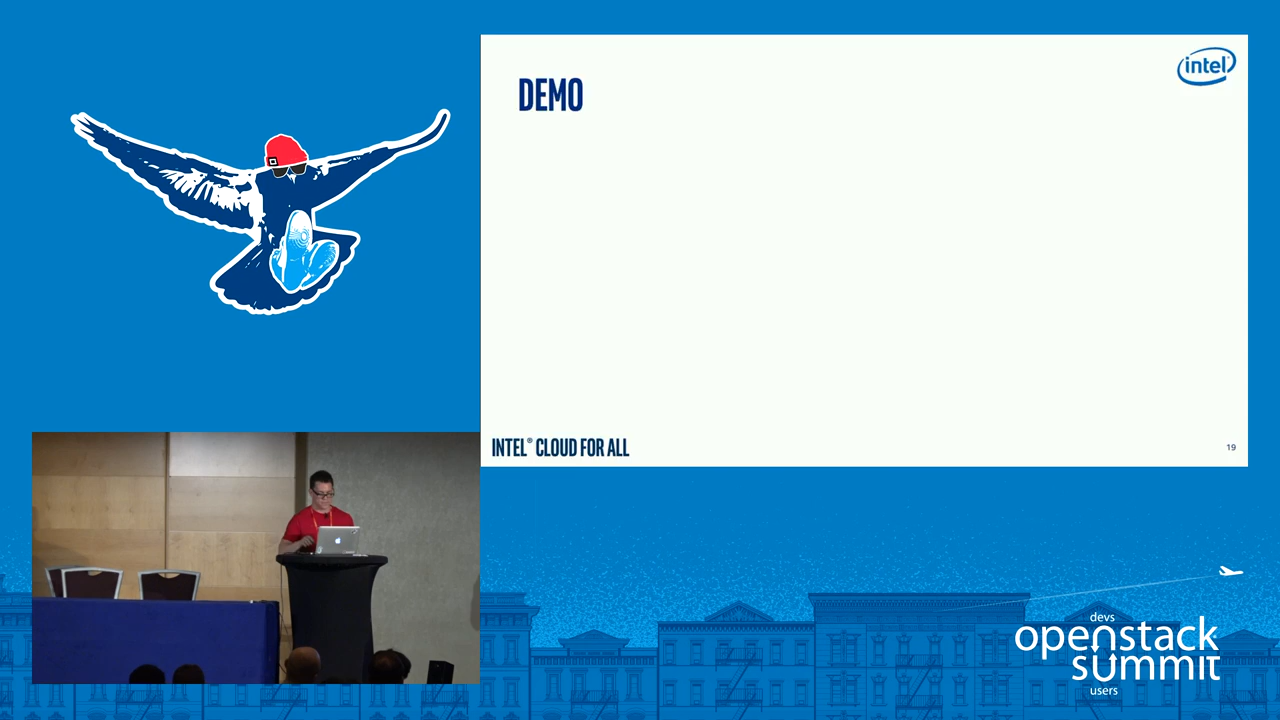 DEMO
intel
INTEL® CLOUD FOR ALL
19
devs
openstack
summit
users